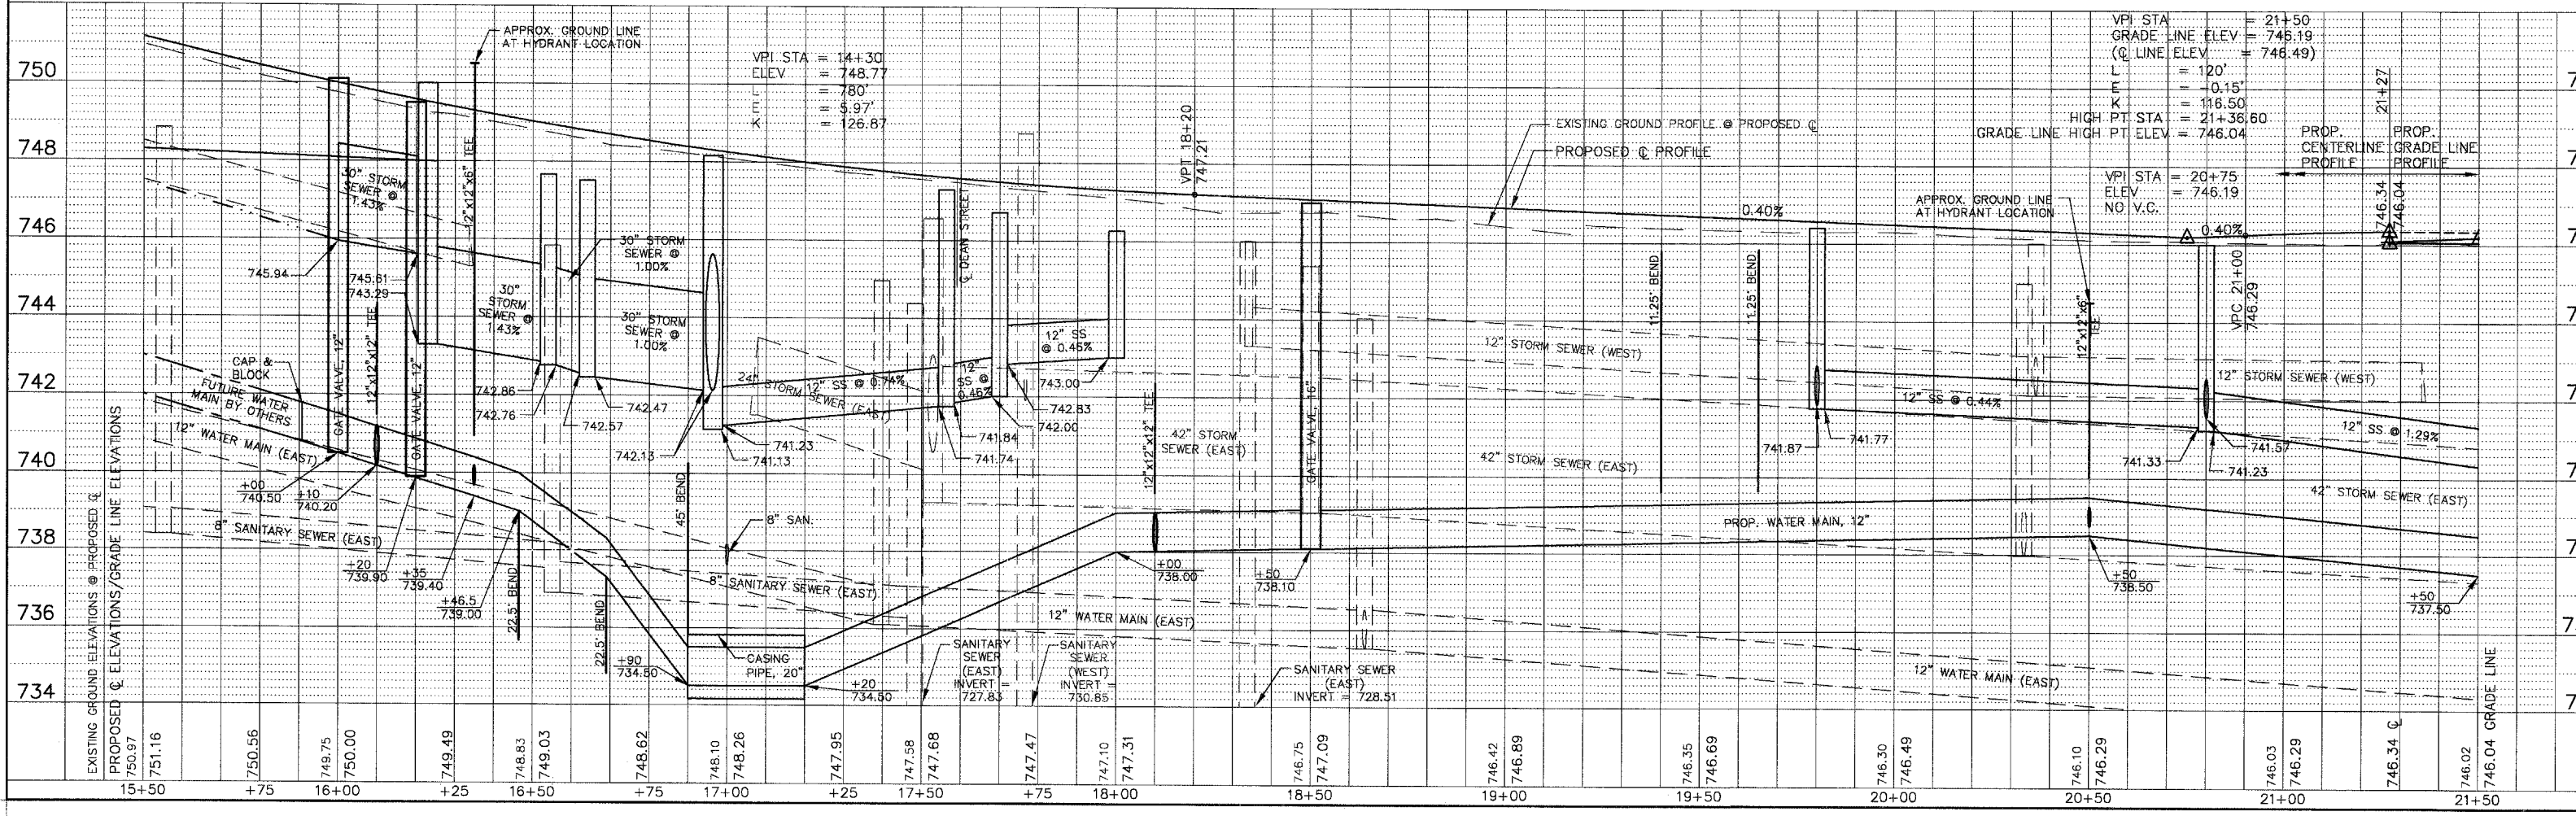 750
748
746
744
742
740
738
736
734
APPROX. GROUND LINE
AT HYDRANT LOCATION
VPI STA = 14+30
ELEV = 748.77
L = 780'
E = 5.97'
K = 126.87
VPI STA = 21+50
GRADE LINE ELEV = 746.19
(℄ LINE ELEV = 746.49)
L = 120'
E = -0.15'
K = 116.50
HIGH PT STA = 21+36.60
GRADE LINE HIGH PT ELEV = 746.04
21+27
PROP.
CENTERLINE
PROFILE
PROP.
GRADE LINE
PROFILE
VPI STA = 20+75
ELEV = 746.19
NO V.C.
EXISTING GROUND PROFILE @ PROPOSED ℄
PROPOSED ℄ PROFILE
VPT 18+20
747.21
0.40%
APPROX. GROUND LINE
AT HYDRANT LOCATION
0.40%
746.34
746.04
VPC 21+00
746.29
30" STORM
SEWER @
1.43%
12"x12"x6" TEE
30" STORM
SEWER @
1.00%
745.94
745.61
743.29
30"
STORM
SEWER @
1.43%
30" STORM
SEWER @
1.00%
℄ DEAN STREET
12" SS
@ 0.46%
12"
SS @
0.46%
24" STORM SEWER (EAST)
12" SS @ 0.74%
CAP &
BLOCK
FUTURE WATER
MAIN BY OTHERS
GATE VALVE, 12"
12"x12"x12" TEE
GATE VALVE, 12"
742.86
742.76
742.57
742.47
742.13
741.23
741.13
741.84
741.74
742.83
742.00
743.00
12" WATER MAIN (EAST)
8" SANITARY SEWER (EAST)
+00
740.50
+10
740.20
+20
739.90
+35
739.40
+46.5
739.00
22.5° BEND
22.5° BEND
45° BEND
8" SAN.
8" SANITARY SEWER (EAST)
+90
734.50
CASING
PIPE, 20"
+20
734.50
12"x12"x12" TEE
42" STORM
SEWER (EAST)
GATE VALVE, 16"
+00
738.00
+50
738.10
12" WATER MAIN (EAST)
SANITARY
SEWER
(EAST)
INVERT =
727.83
SANITARY
SEWER
(WEST)
INVERT =
730.85
SANITARY SEWER
(EAST)
INVERT = 728.51
12" STORM SEWER (WEST)
42" STORM SEWER (EAST)
11.25° BEND
11.25° BEND
741.87
741.77
12" SS @ 0.44%
12"x12"x6"
TEE
12" STORM SEWER (WEST)
12" SS @ 1.29%
741.33
741.57
741.23
42" STORM SEWER (EAST)
PROP. WATER MAIN, 12"
+50
738.50
+50
737.50
12" WATER MAIN (EAST)
EXISTING GROUND ELEVATIONS @ PROPOSED ℄
PROPOSED ℄ ELEVATIONS/GRADE LINE ELEVATIONS
750.97
751.16
750.56
749.75
750.00
749.49
748.83
749.03
748.62
748.10
748.26
747.95
747.58
747.68
747.47
747.10
747.31
746.75
747.09
746.42
746.89
746.35
746.69
746.30
746.49
746.10
746.29
746.03
746.29
746.34 ℄
746.02
746.04 GRADE LINE
15+50
+75
16+00
+25
16+50
+75
17+00
+25
17+50
+75
18+00
18+50
19+00
19+50
20+00
20+50
21+00
21+50